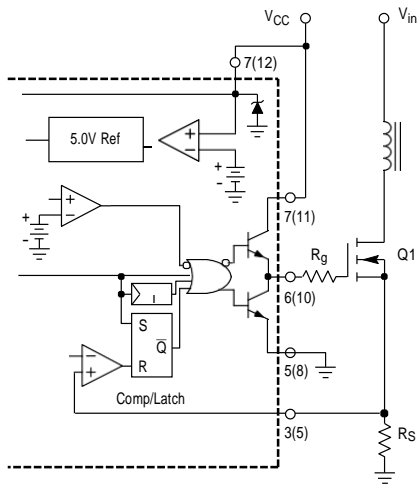 VCC
Vin
7(12)
5.0V Ref
+
−
+
-
+
−
+
-
7(11)
Rg
Q1
6(10)
I
S
Q
R
5(8)
−
+
Comp/Latch
3(5)
RS